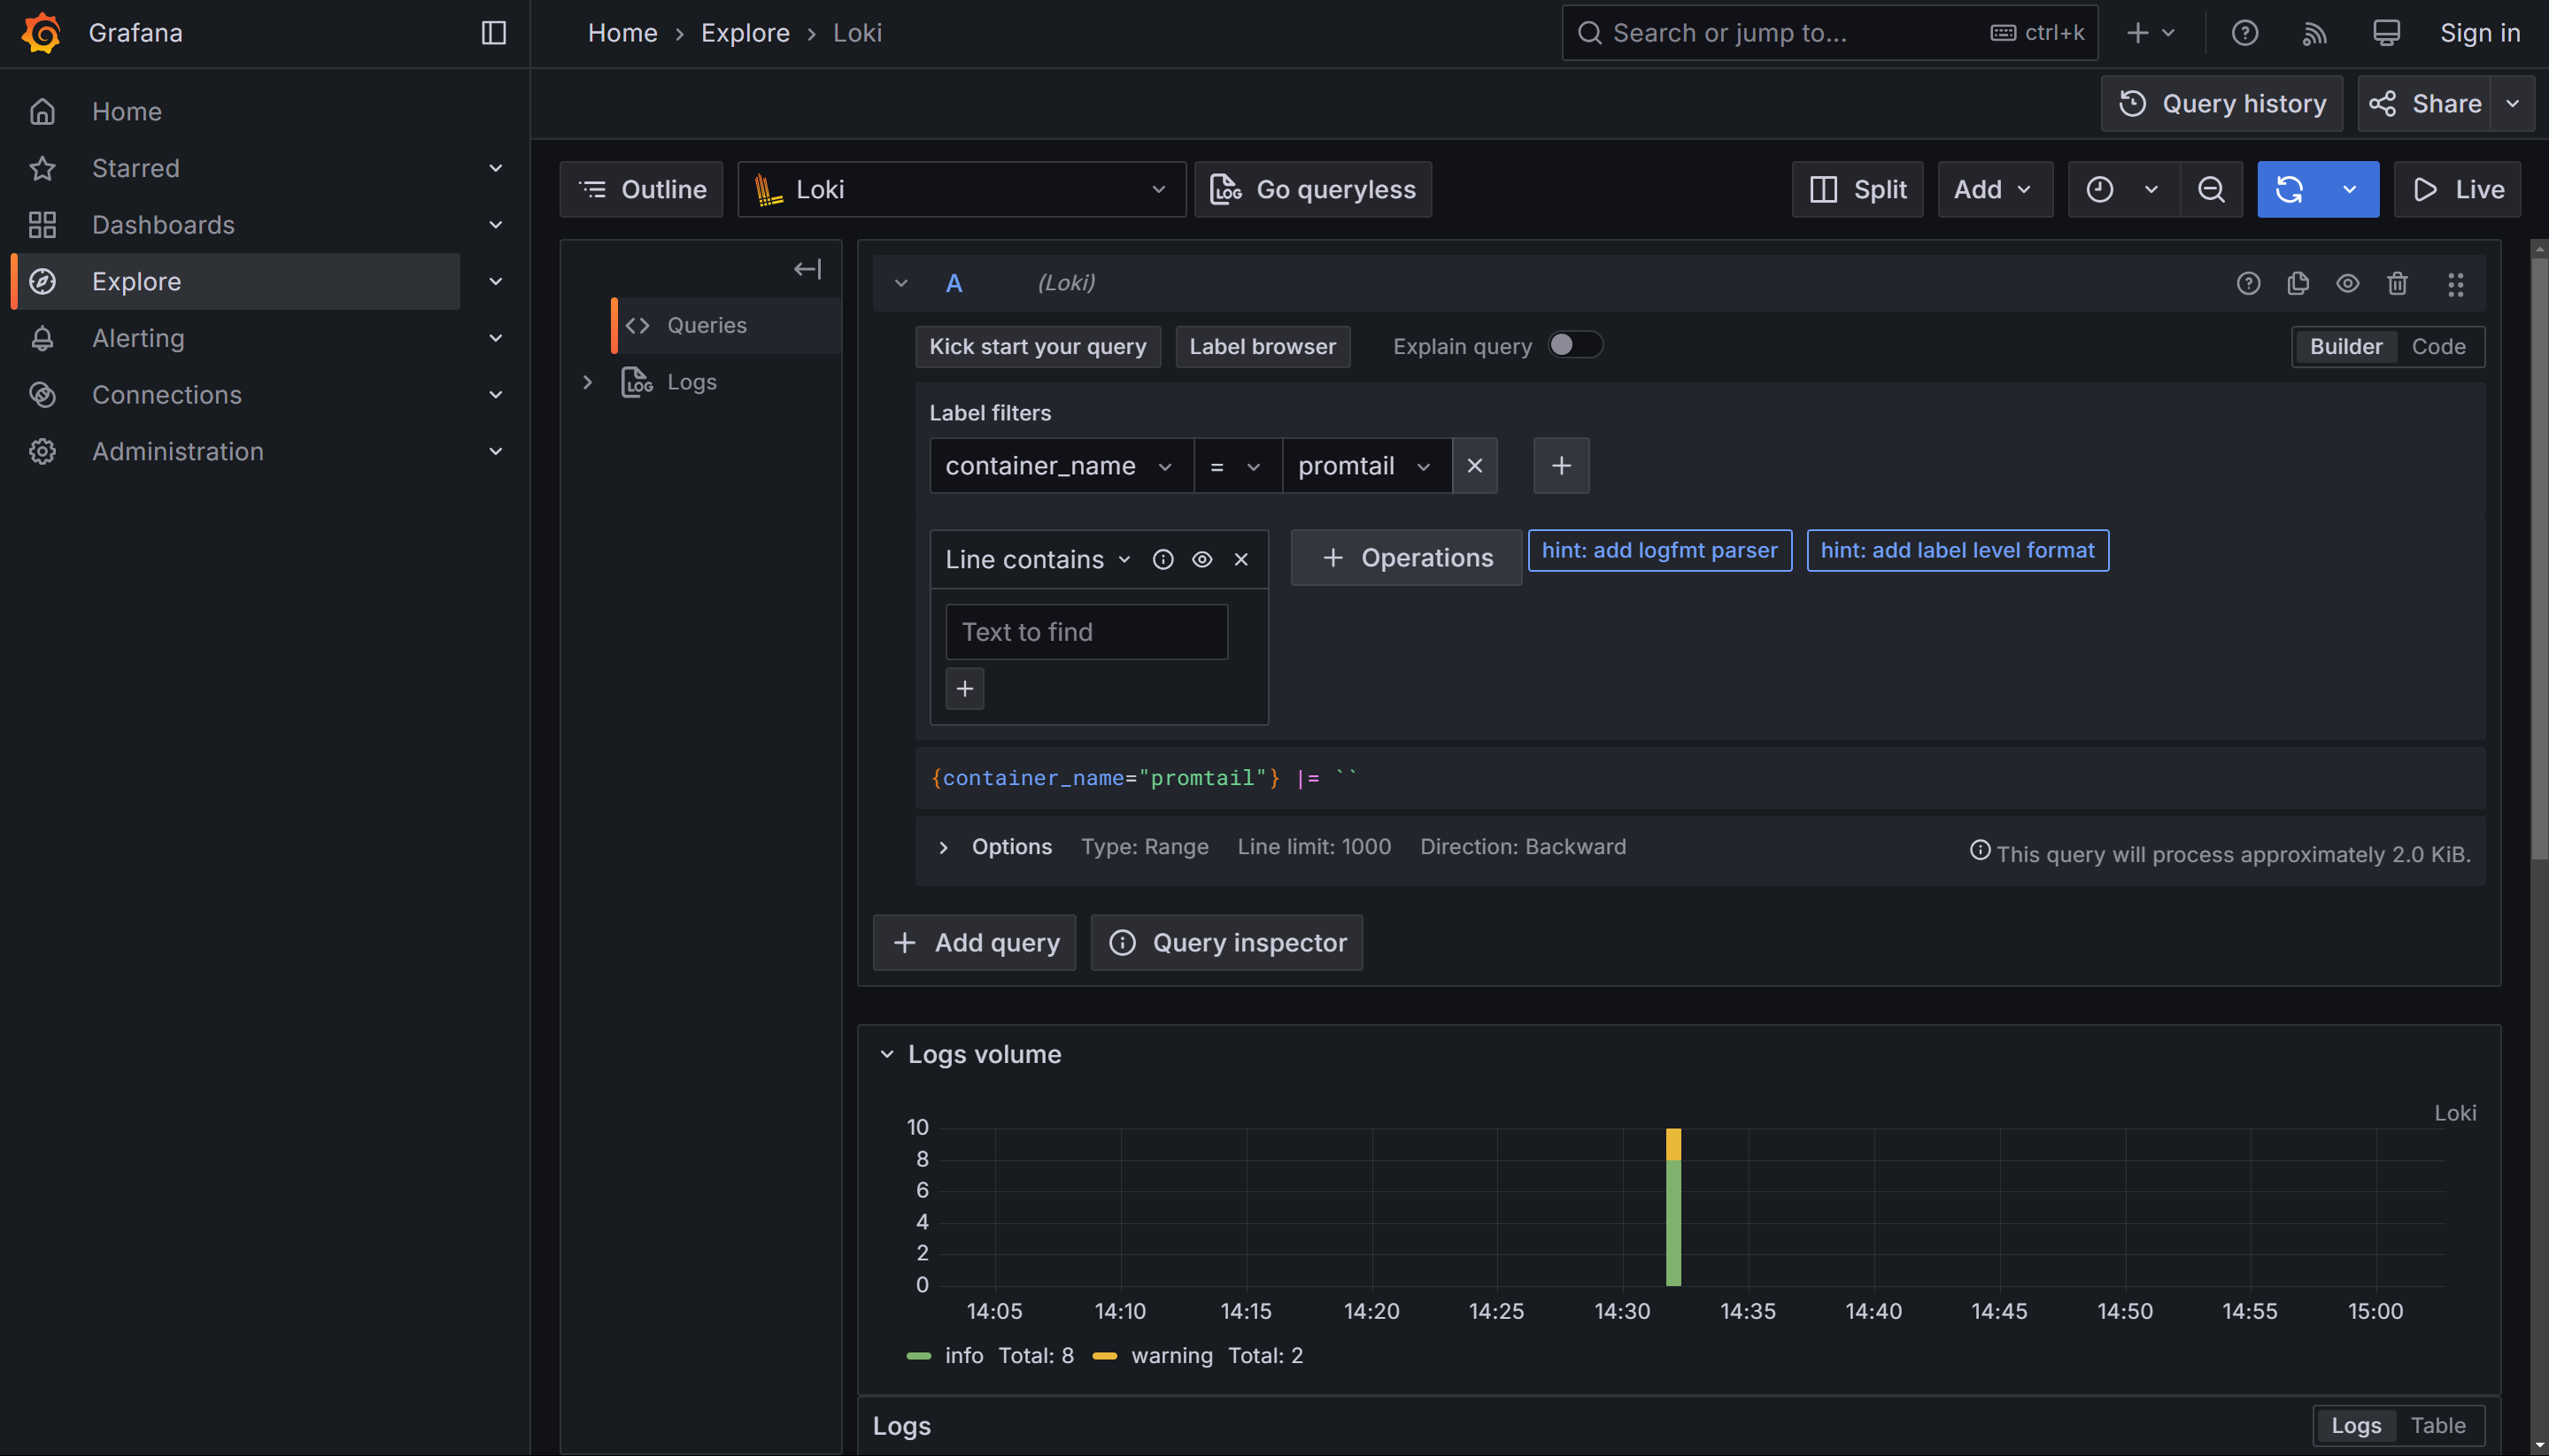 Grafana
Home › Explore › Loki
Search or jump to... ctrl+k
Sign in
Home
Starred
Dashboards
Explore
Alerting
Connections
Administration
Query history
Share
Outline
Loki
Go queryless
Split
Add
Live
Queries
LOG Logs
A (Loki)
Kick start your query
Label browser
Explain query
Builder
Code
Label filters
container_name
=
promtail
Line contains
Operations
hint: add logfmt parser
hint: add label level format
Text to find
{container_name="promtail"} |= ``
Options Type: Range Line limit: 1000 Direction: Backward
This query will process approximately 2.0 KiB.
Add query
Query inspector
Logs volume
Loki
10
8
6
4
2
0
14:05 14:10 14:15 14:20 14:25 14:30 14:35 14:40 14:45 14:50 14:55 15:00
info Total: 8 warning Total: 2
Logs
Logs
Table